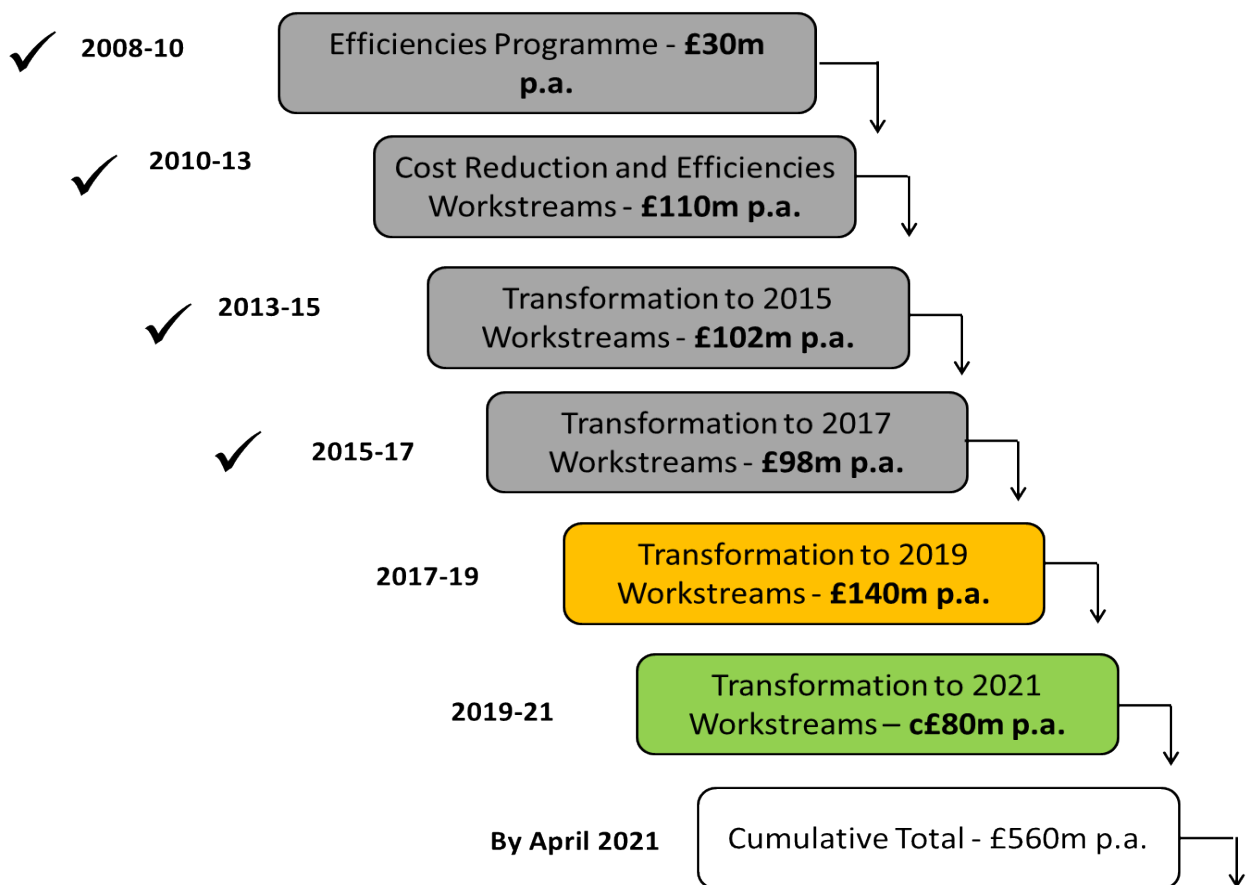 2008-10
Efficiencies Programme - £30m
p.a.
2010-13
Cost Reduction and Efficiencies
Workstreams - £110m p.a.
2013-15
Transformation to 2015
Workstreams - £102m p.a.
2015-17
Transformation to 2017
Workstreams - £98m p.a.
2017-19
Transformation to 2019
Workstreams - £140m p.a.
2019-21
Transformation to 2021
Workstreams – c£80m p.a.
By April 2021
Cumulative Total - £560m p.a.